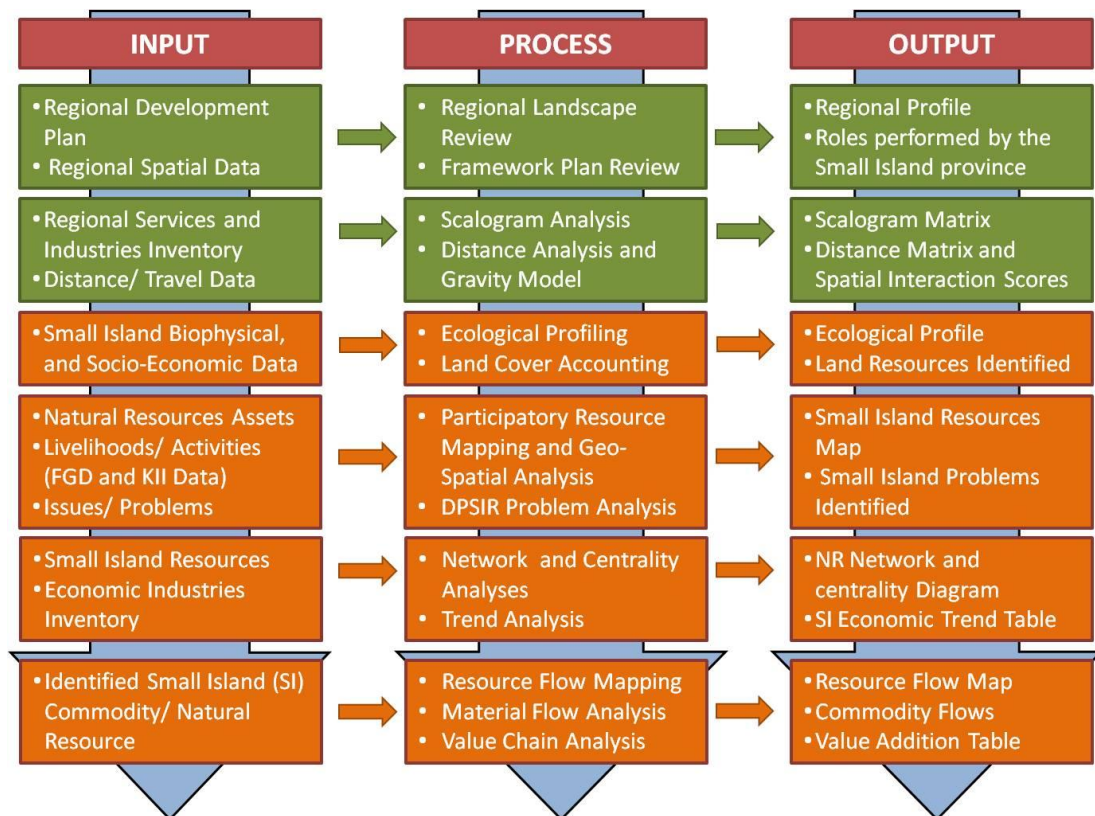 INPUT
PROCESS
OUTPUT
• Regional Development
Plan
• Regional Spatial Data
• Regional Landscape
Review
• Framework Plan Review
• Regional Profile
• Roles performed by the
Small Island province
• Regional Services and
Industries Inventory
• Distance/ Travel Data
• Scalogram Analysis
• Distance Analysis and
Gravity Model
• Scalogram Matrix
• Distance Matrix and
Spatial Interaction Scores
• Small Island Biophysical,
and Socio-Economic Data
• Ecological Profiling
• Land Cover Accounting
• Ecological Profile
• Land Resources Identified
• Natural Resources Assets
• Livelihoods/ Activities
(FGD and KII Data)
• Issues/ Problems
• Participatory Resource
Mapping and Geo-
Spatial Analysis
• DPSIR Problem Analysis
• Small Island Resources
Map
• Small Island Problems
Identified
• Small Island Resources
• Economic Industries
Inventory
• Network and Centrality
Analyses
• Trend Analysis
• NR Network and
centrality Diagram
• SI Economic Trend Table
• Identified Small Island (SI)
Commodity/ Natural
Resource
• Resource Flow Mapping
• Material Flow Analysis
• Value Chain Analysis
• Resource Flow Map
• Commodity Flows
• Value Addition Table